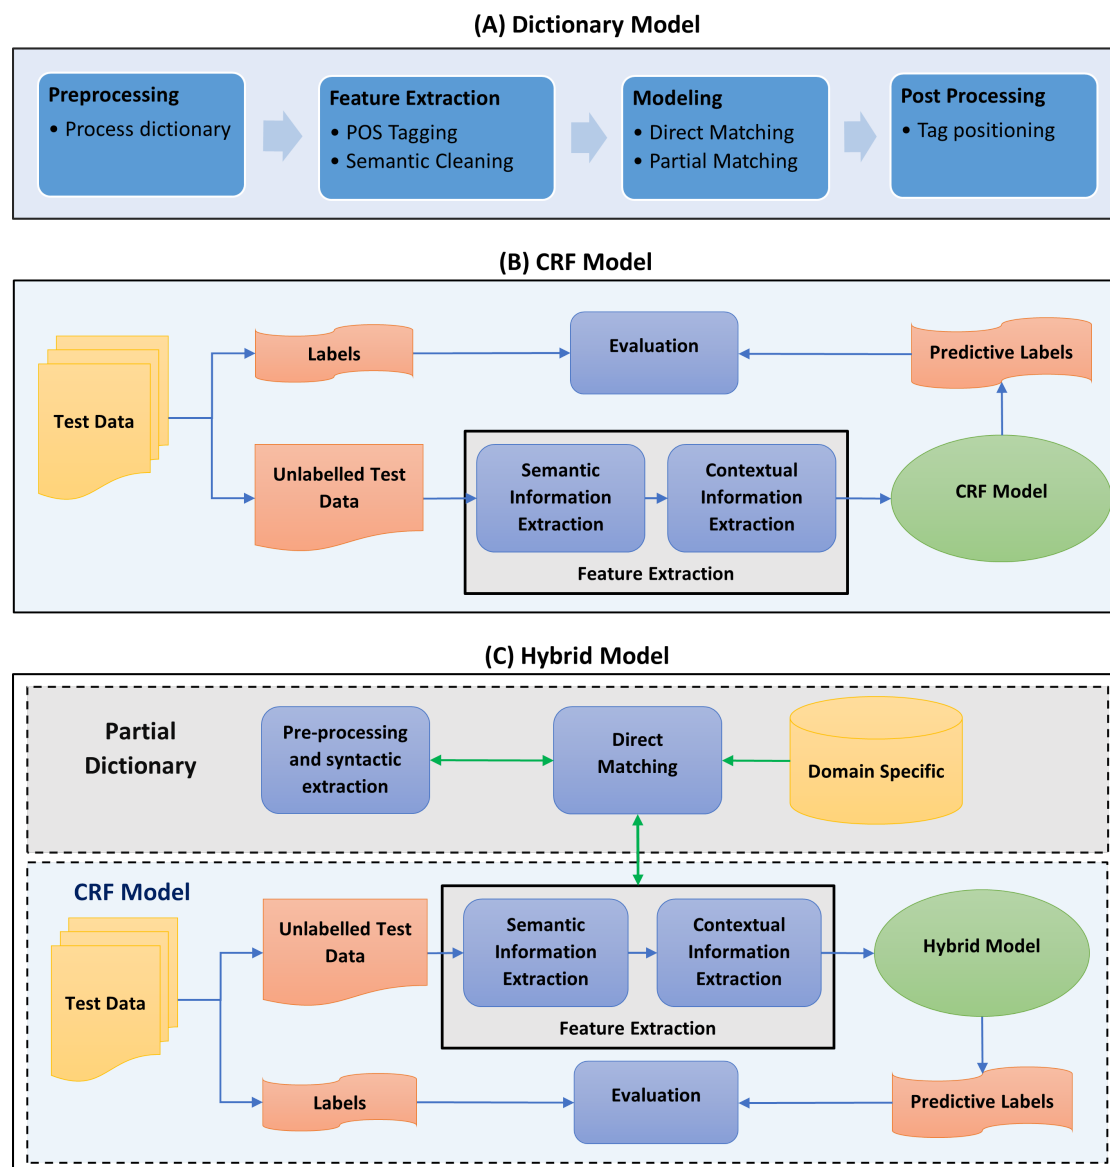 (A) Dictionary Model
Preprocessing
• Process dictionary
Feature Extraction
• POS Tagging
• Semantic Cleaning
Modeling
• Direct Matching
• Partial Matching
Post Processing
• Tag positioning
(B) CRF Model
Test Data
Labels
Evaluation
Predictive Labels
Unlabelled Test
Data
Semantic
Information
Extraction
Contextual
Information
Extraction
Feature Extraction
CRF Model
(C) Hybrid Model
Partial
Dictionary
Pre-processing
and syntactic
extraction
Direct
Matching
Domain Specific
CRF Model
Test Data
Unlabelled Test
Data
Semantic
Information
Extraction
Contextual
Information
Extraction
Feature Extraction
Hybrid Model
Labels
Evaluation
Predictive Labels